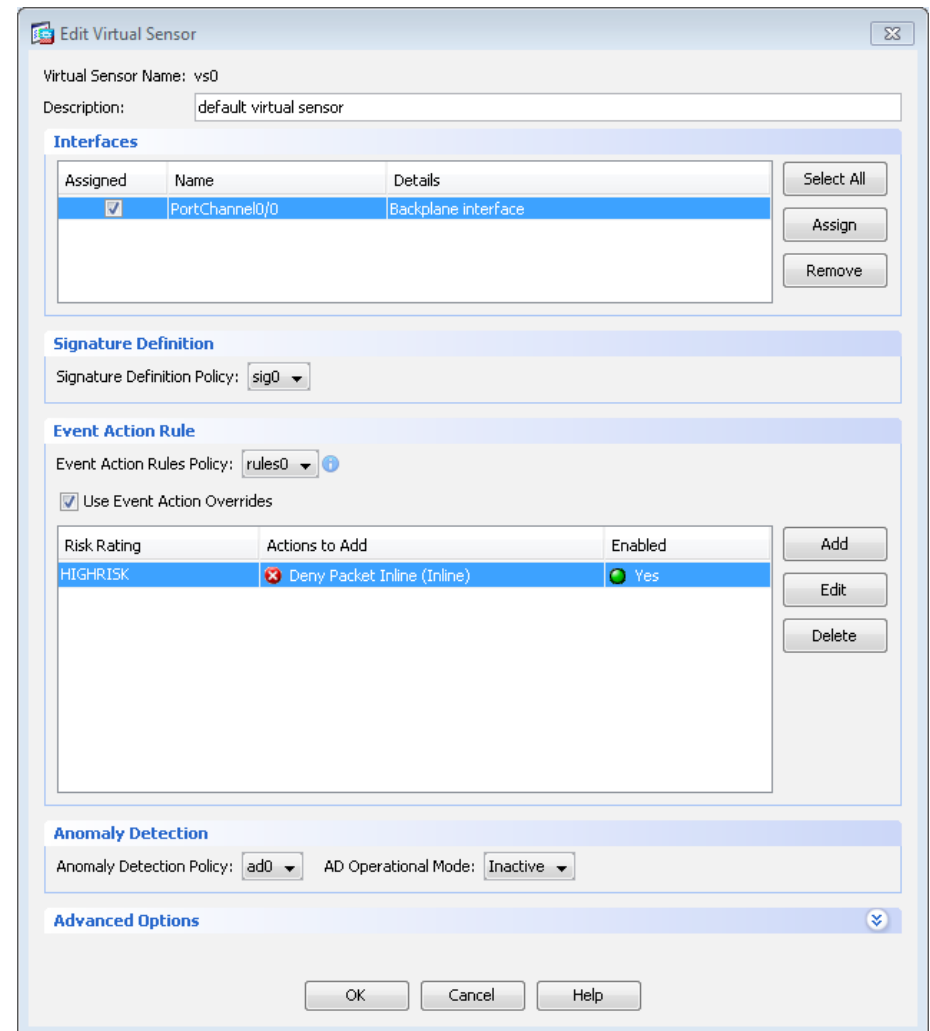 Edit Virtual Sensor
Virtual Sensor Name: vs0
Description: default virtual sensor
Interfaces
Assigned Name Details
PortChannel0/0 Backplane interface
Select All
Assign
Remove
Signature Definition
Signature Definition Policy: sig0
Event Action Rule
Event Action Rules Policy: rules0
Use Event Action Overrides
Risk Rating Actions to Add Enabled
HIGHRISK Deny Packet Inline (Inline) Yes
Add
Edit
Delete
Anomaly Detection
Anomaly Detection Policy: ad0 AD Operational Mode: Inactive
Advanced Options
OK Cancel Help